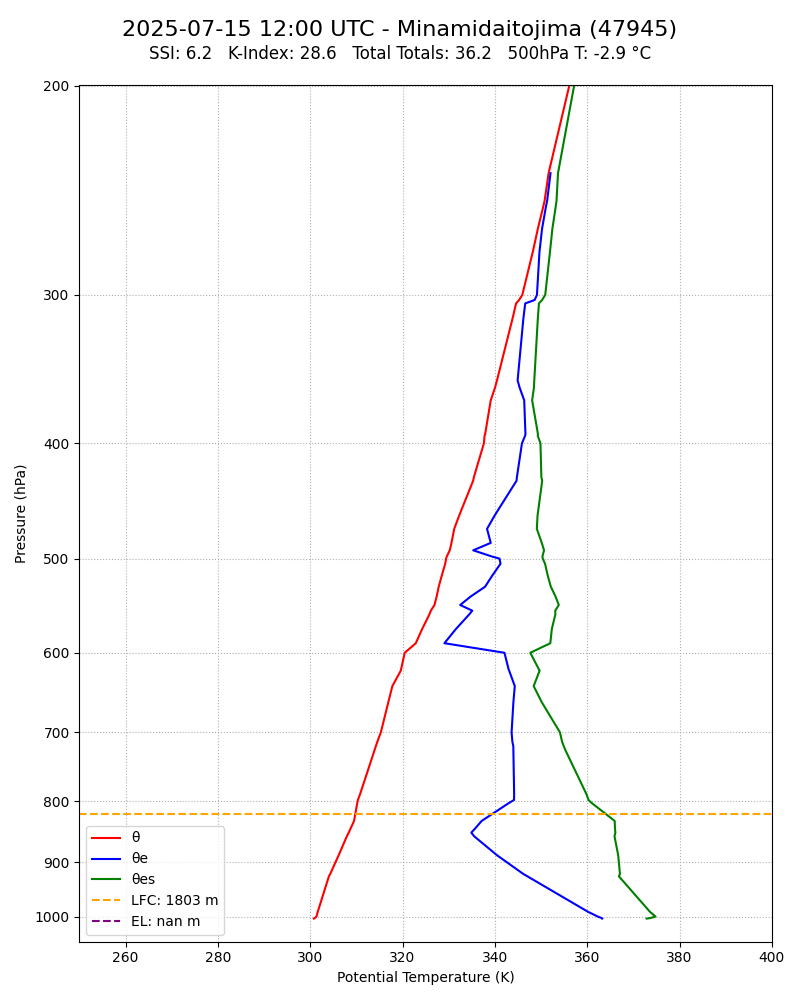 2025-07-15 12:00 UTC - Minamidaitojima (47945)
SSI: 6.2 K-Index: 28.6 Total Totals: 36.2 500hPa T: -2.9 °C
200
300
400
500
600
700
800
900
1000
Pressure (hPa)
θ
θe
θes
LFC: 1803 m
EL: nan m
260 280 300 320 340 360 380 400
Potential Temperature (K)